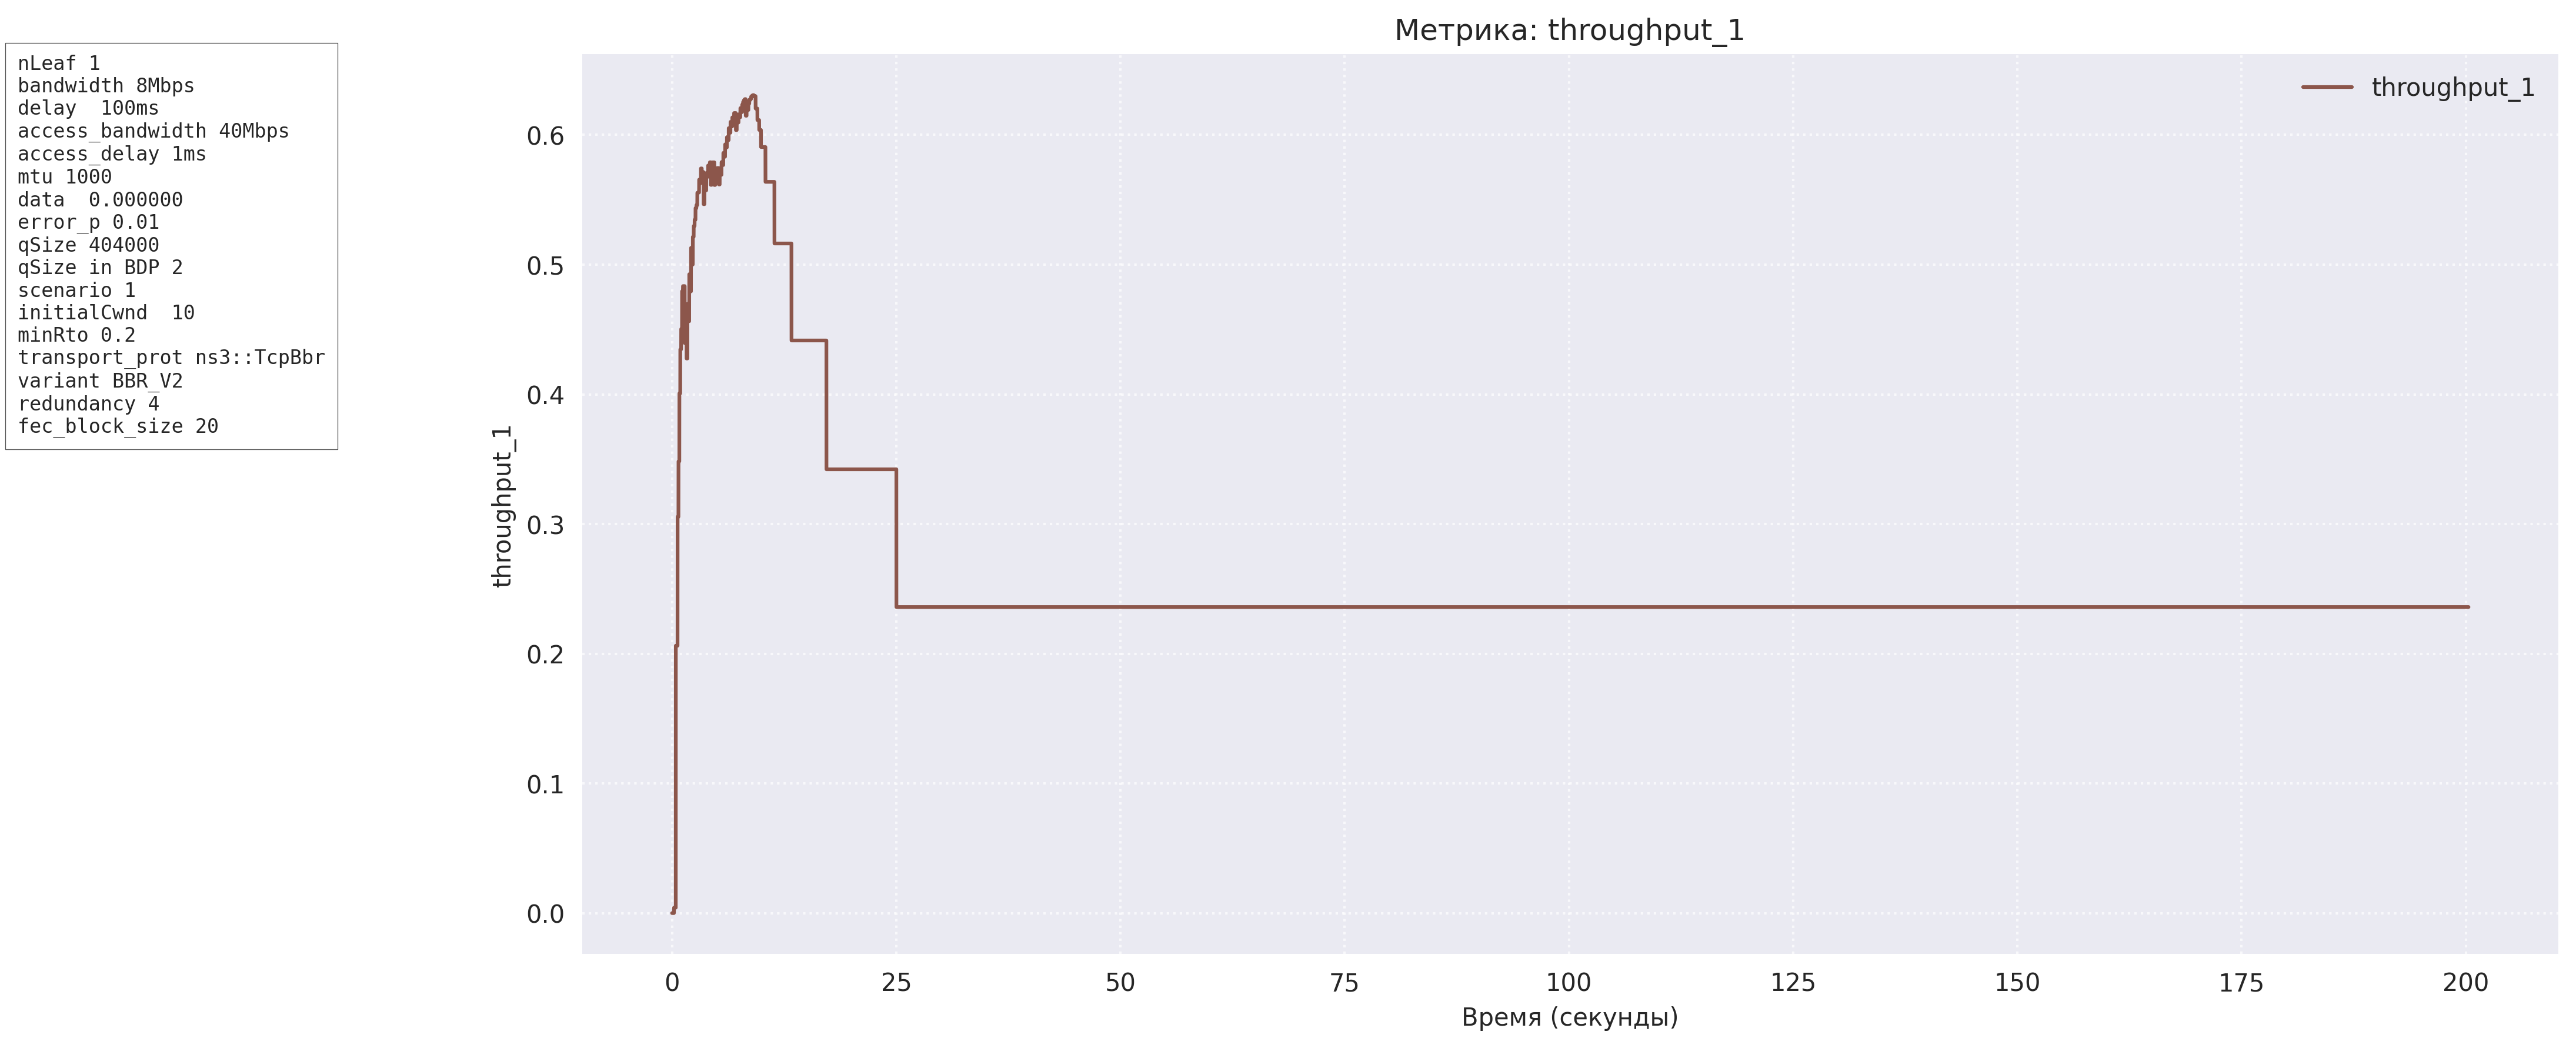 Метрика: throughput_1
nLeaf 1
bandwidth 8Mbps
delay  100ms
access_bandwidth 40Mbps
access_delay 1ms
mtu 1000
data  0.000000
error_p 0.01
qSize 404000
qSize in BDP 2
scenario 1
initialCwnd  10
minRto 0.2
transport_prot ns3::TcpBbr
variant BBR_V2
redundancy 4
fec_block_size 20
throughput_1
throughput_1
0.6
0.5
0.4
0.3
0.2
0.1
0.0
0 25 50 75 100 125 150 175 200
Время (секунды)